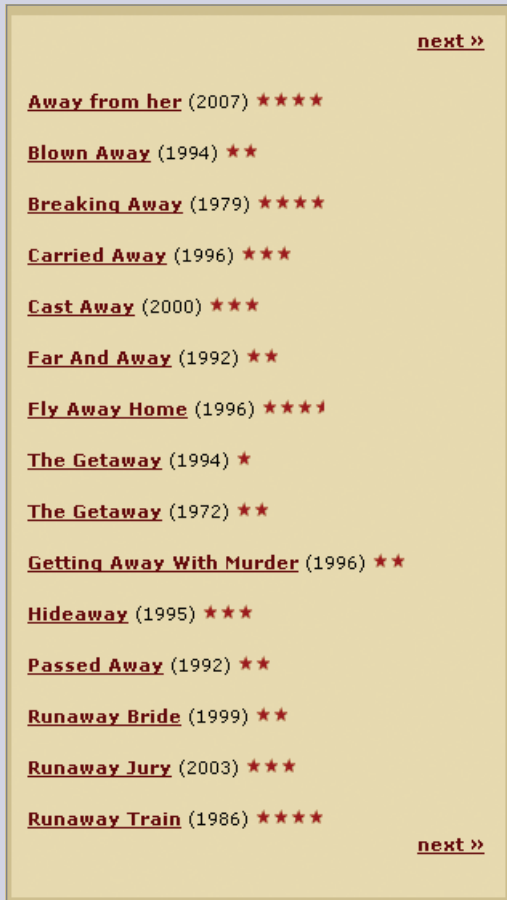 next »
Away from her (2007) ★★★★
Blown Away (1994) ★★
Breaking Away (1979) ★★★★
Carried Away (1996) ★★★
Cast Away (2000) ★★★
Far And Away (1992) ★★
Fly Away Home (1996) ★★★½
The Getaway (1994) ★
The Getaway (1972) ★★
Getting Away With Murder (1996) ★★
Hideaway (1995) ★★★
Passed Away (1992) ★★
Runaway Bride (1999) ★★
Runaway Jury (2003) ★★★
Runaway Train (1986) ★★★★
next »